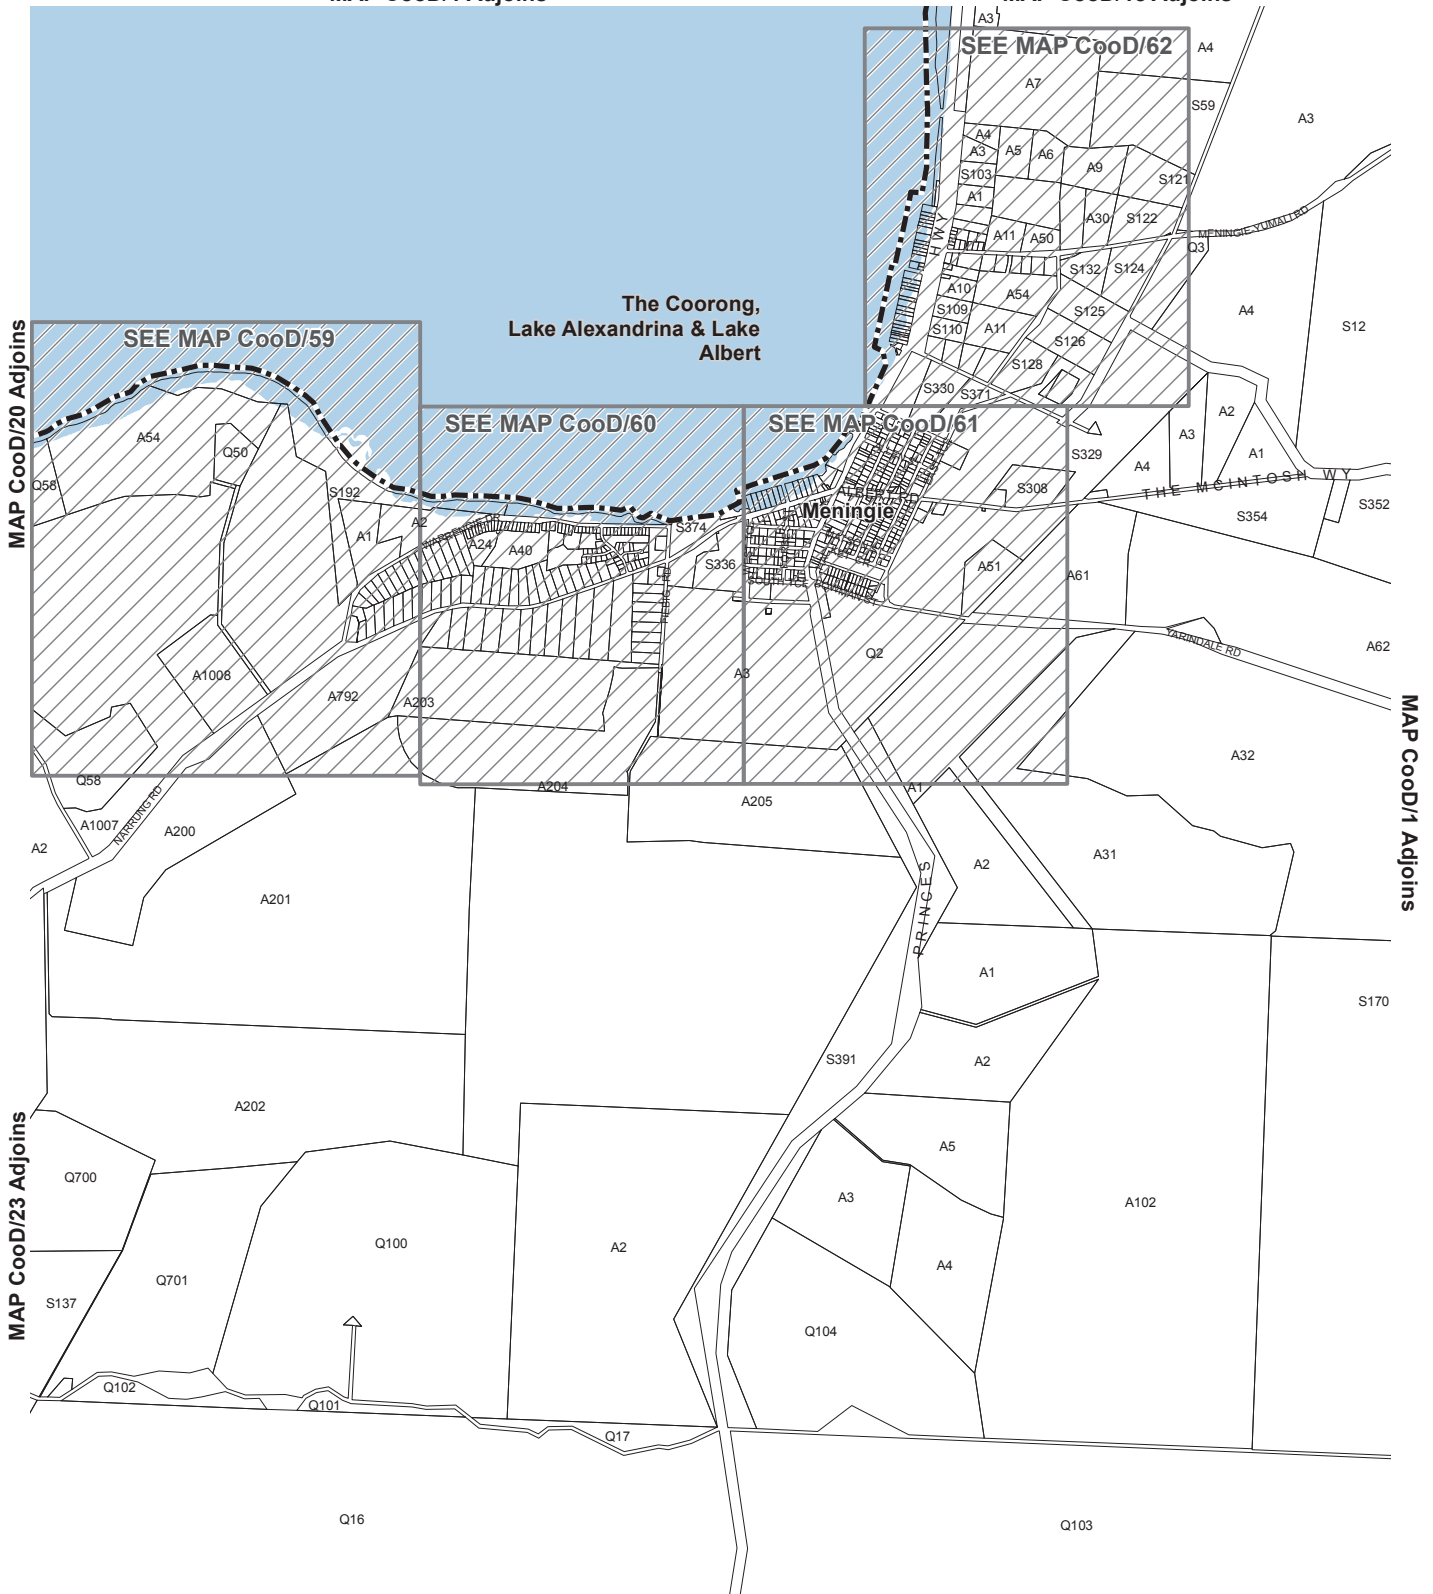 A3
SEE MAP CooD/62
A4
A7
S59
A3
A4
A3
A5
A6
A9
S103
S121
A1
A30
S122
MENINGIE-YUMALI RD
HWY
A11
A50
Q3
S132
S124
A10
A54
The Coorong,
Lake Alexandrina & Lake
Albert
S109
S125
A4
S12
S110
A11
S126
MAP CooD/20 Adjoins
SEE MAP CooD/59
S128
S330
S371
SEE MAP CooD/60
SEE MAP CooD/61
A2
A54
A3
Q50
S329
A1
A4
Q58
S192
S308
THE MCINTOSH WY
ALBERT RD
S352
Meningie
S354
A2
S374
A1
A24
A40
S336
A51
A61
YARINDALE RD
A62
Q2
A1008
A3
A792
A203
MAP CooD/1 Adjoins
A32
Q58
A204
A1
A205
NARRUNG RD
A1007
A200
A2
A2
A31
A201
PRINCES
A1
S170
S391
A2
A202
MAP CooD/23 Adjoins
A5
Q700
A3
A102
Q100
A2
A4
Q701
S137
Q104
Q102
Q101
Q17
Q16
Q103